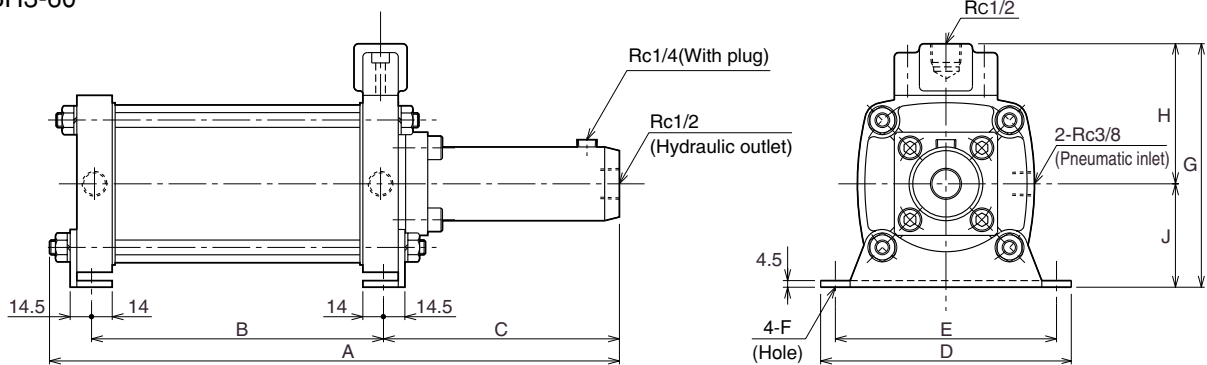 Rc1/2
Rc1/4(With plug)
Rc1/2
(Hydraulic outlet)
H
2-Rc3/8
(Pneumatic inlet)
G
J
4.5
14.5
14
14
14.5
B
C
A
4-F
(Hole)
E
D